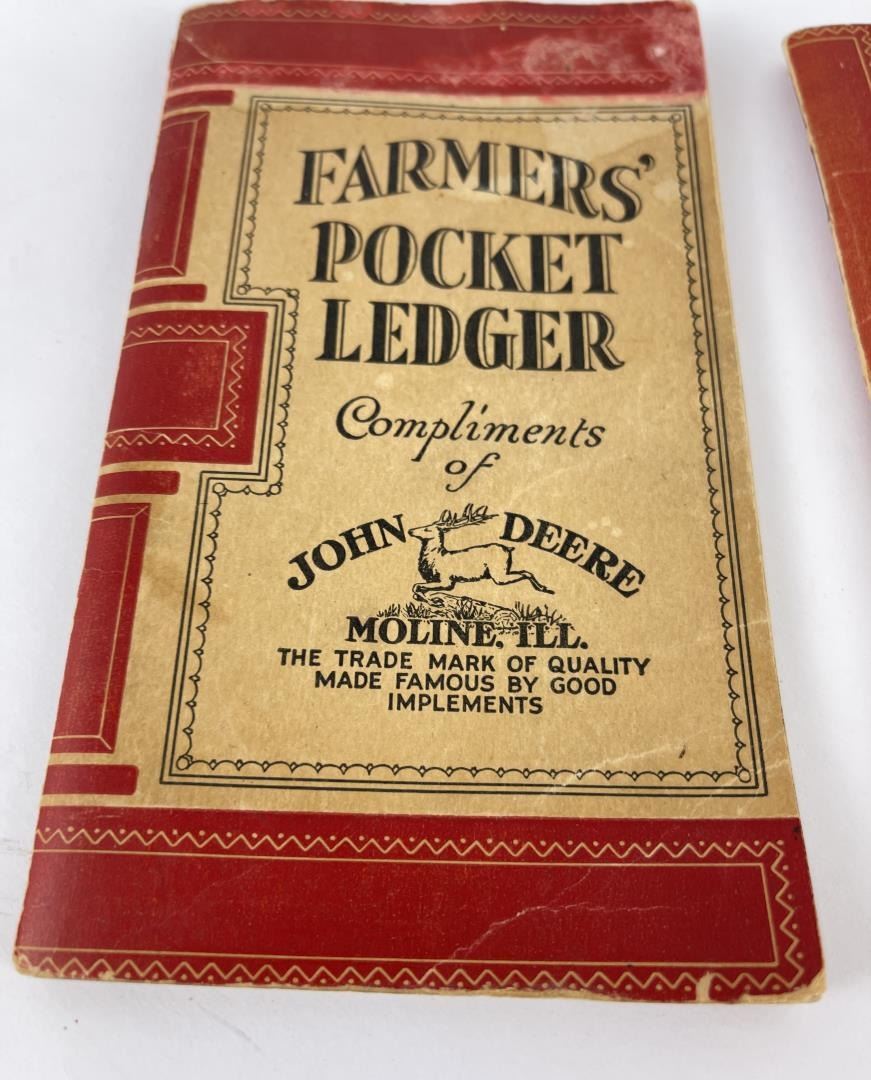 FARMERS'
POCKET
LEDGER
Compliments
of
JOHN DEERE
MOLINE, ILL.
THE TRADE MARK OF QUALITY
MADE FAMOUS BY GOOD
IMPLEMENTS